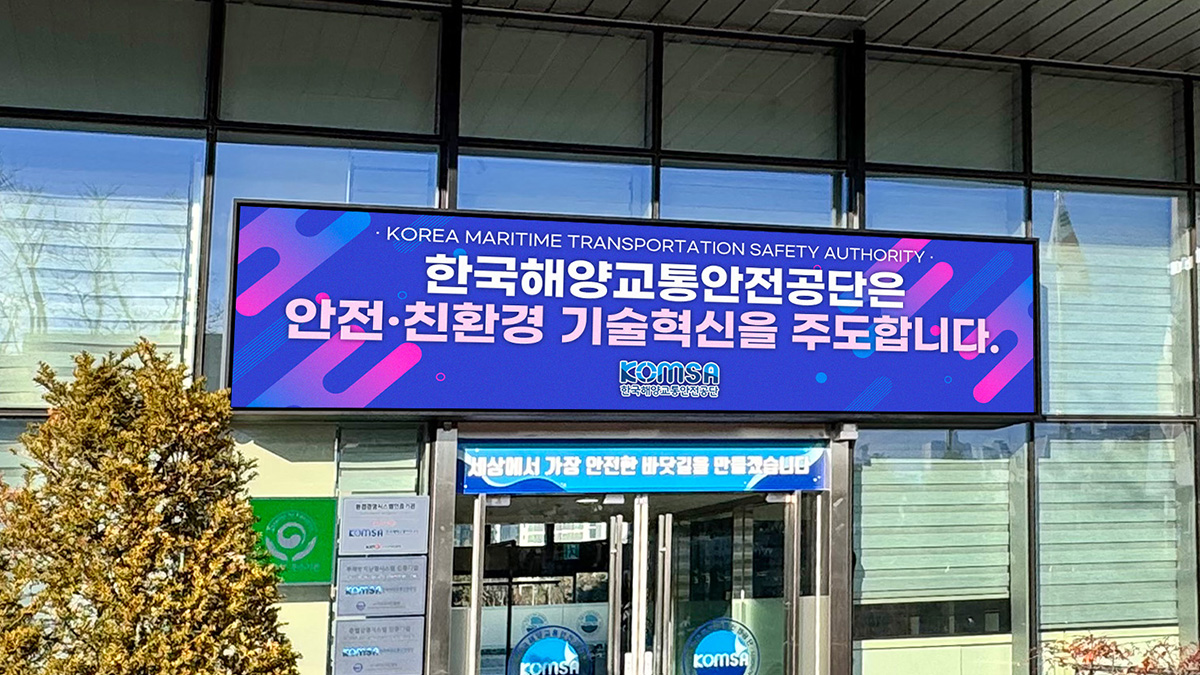 · KOREA MARITIME TRANSPORTATION SAFETY AUTHORITY ·
한국해양교통안전공단은
안전·친환경 기술혁신을 주도합니다.
KOMSA
한국해양교통안전공단
세상에서 가장 안전한 바닷길을 만들겠습니다
KOMSA
KOMSA
KOMSA
KOMSA
KOMSA